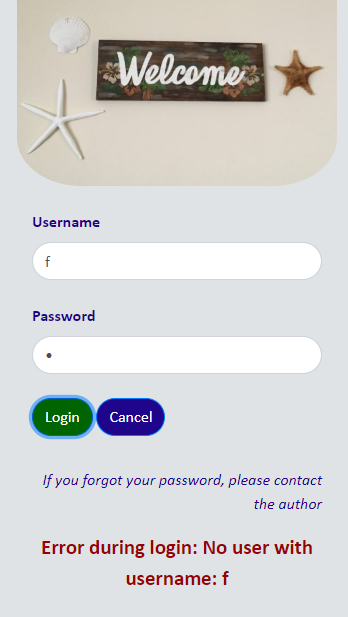 Welcome
Username
f
Password
•
Login Cancel
If you forgot your password, please contact
the author
Error during login: No user with
username: f